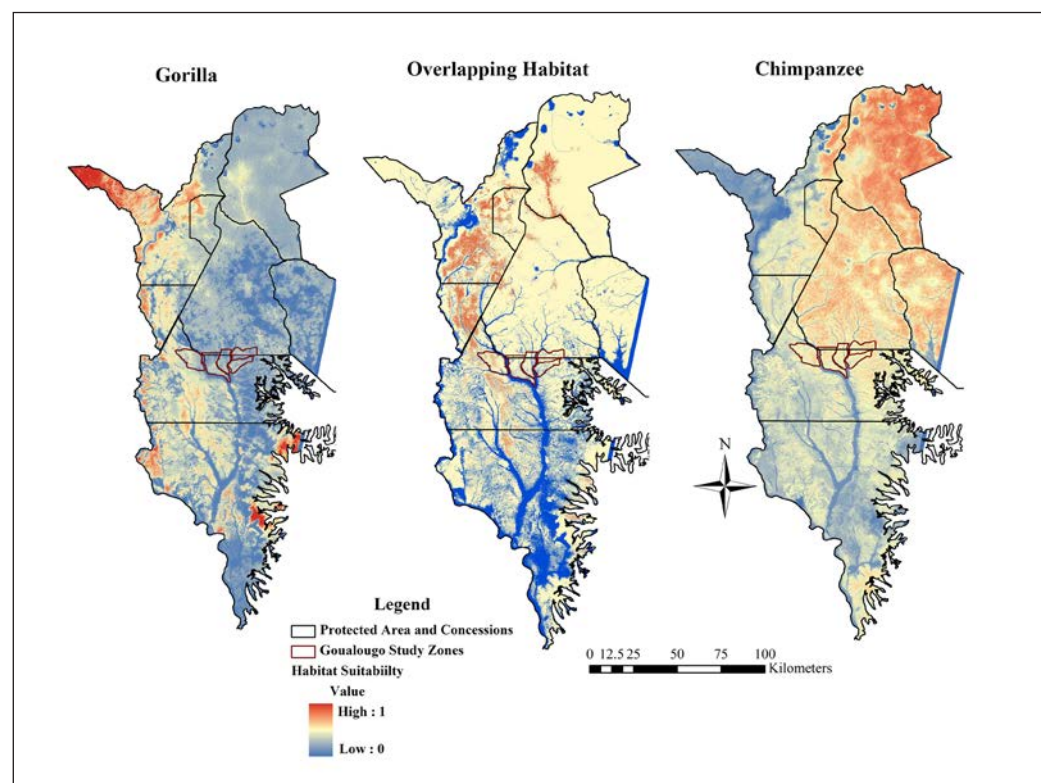 Gorilla
Overlapping Habitat
Chimpanzee
N
Legend
Protected Area and Concessions
Goualougo Study Zones
Habitat Suitabiilty
Value
High : 1
Low : 0
0 12.5 25 50 75 100
Kilometers